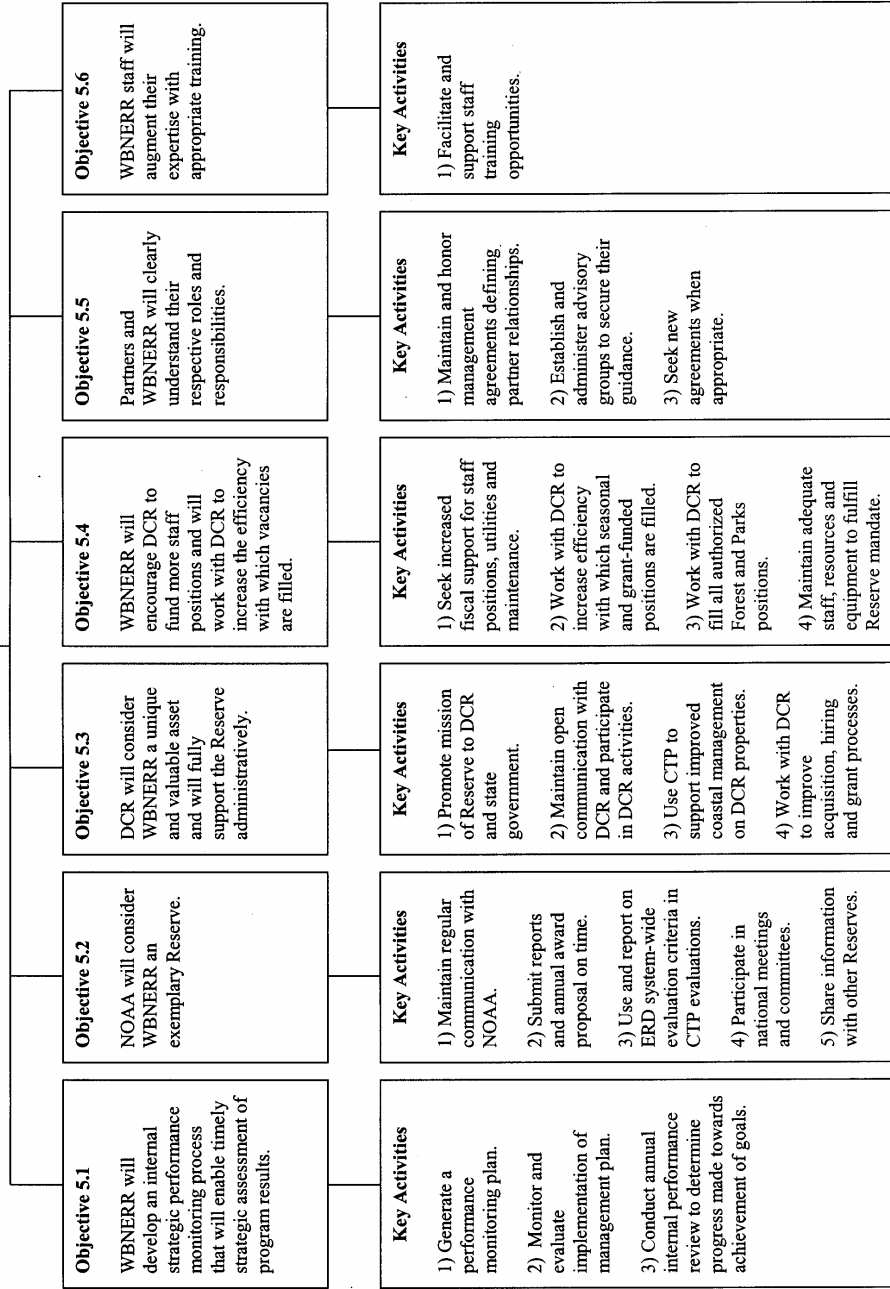 Objective 5.1
WBNERR will
develop an internal
strategic performance
monitoring process
that will enable timely
strategic assessment of
program results.
Key Activities
1) Generate a
performance
monitoring plan.
2) Monitor and
evaluate
implementation of
management plan.
3) Conduct annual
internal performance
review to determine
progress made towards
achievement of goals.
Objective 5.2
NOAA will consider
WBNERR an
exemplary Reserve.
Key Activities
1) Maintain regular
communication with
NOAA.
2) Submit reports
and annual award
proposal on time.
3) Use and report on
ERD system-wide
evaluation criteria in
CTP evaluations.
4) Participate in
national meetings
and committees.
5) Share information
with other Reserves.
Objective 5.3
DCR will consider
WBNERR a unique
and valuable asset
and will fully
support the Reserve
administratively.
Key Activities
1) Promote mission
of Reserve to DCR
and state
government.
2) Maintain open
communication with
DCR and participate
in DCR activities.
3) Use CTP to
support improved
coastal management
on DCR properties.
4) Work with DCR
to improve
acquisition, hiring
and grant processes.
Objective 5.4
WBNERR will
encourage DCR to
fund more staff
positions and will
work with DCR to
increase the efficiency
with which vacancies
are filled.
Key Activities
1) Seek increased
fiscal support for staff
positions, utilities and
maintenance.
2) Work with DCR to
increase efficiency
with which seasonal
and grant-funded
positions are filled.
3) Work with DCR to
fill all authorized
Forest and Parks
positions.
4) Maintain adequate
staff, resources and
equipment to fulfill
Reserve mandate.
Objective 5.5
Partners and
WBNERR will clearly
understand their
respective roles and
responsibilities.
Key Activities
1) Maintain and honor
management
agreements defining
partner relationships.
2) Establish and
administer advisory
groups to secure their
guidance.
3) Seek new
agreements when
appropriate.
Objective 5.6
WBNERR staff will
augment their
expertise with
appropriate training.
Key Activities
1) Facilitate and
support staff
training
opportunities.